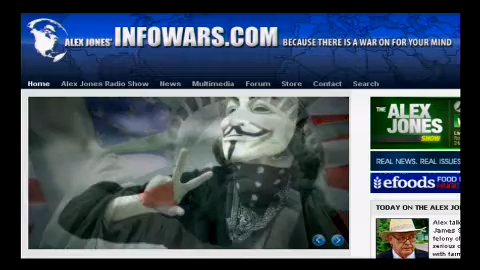 ALEX JONES' INFOWARS.COM BECAUSE THERE IS A WAR ON FOR YOUR MIND
Home Alex Jones Radio Show News Multimedia Forum Store Contact Search
THE
ALEX
JONES
SHOW
REAL NEWS. REAL ISSUES
efoods FOOD
TODAY ON THE ALEX JO
Alex talk
James S
felony o
serious c
with farm